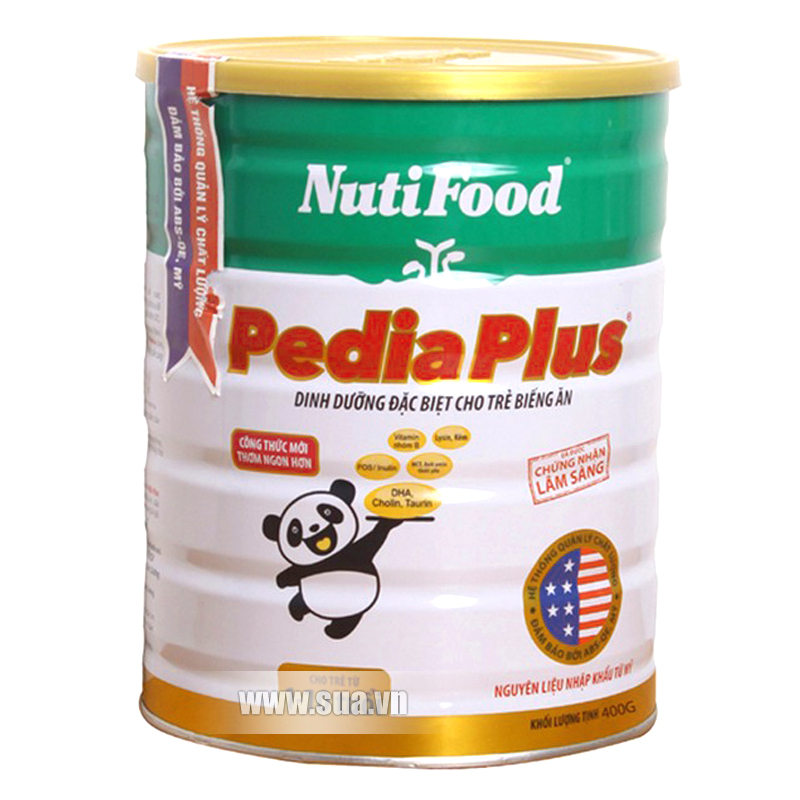 HỆ THỐNG QUẢN LÝ CHẤT LƯỢNG
ĐẢM BẢO BỞI ABS-QE, MỸ
NutiFood®
Pedia Plus®
DINH DƯỠNG ĐẶC BIỆT CHO TRẺ BIẾNG ĂN
CÔNG THỨC MỚI
THƠM NGON HƠN
Vitamin
nhóm B
Lysin, Kẽm
FOS/ Inulin
DHA,
Cholin, Taurin
ĐÃ ĐƯỢC
CHỨNG NHẬN
LÂM SÀNG
HỆ THỐNG QUẢN LÝ CHẤT LƯỢNG
ĐẢM BẢO BỞI ABS-QE, MỸ
CHO TRẺ TỪ
www.sua.vn
NGUYÊN LIỆU NHẬP KHẨU TỪ MỸ
KHỐI LƯỢNG TỊNH 400G